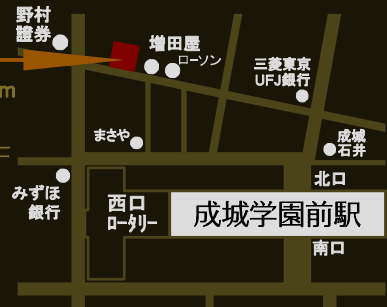 野村
證券
増田屋
ローソン
三菱東京
UFJ銀行
m
まさや
成城
石井
みずほ
銀行
西口
ロータリー
北口
成城学園前駅
南口